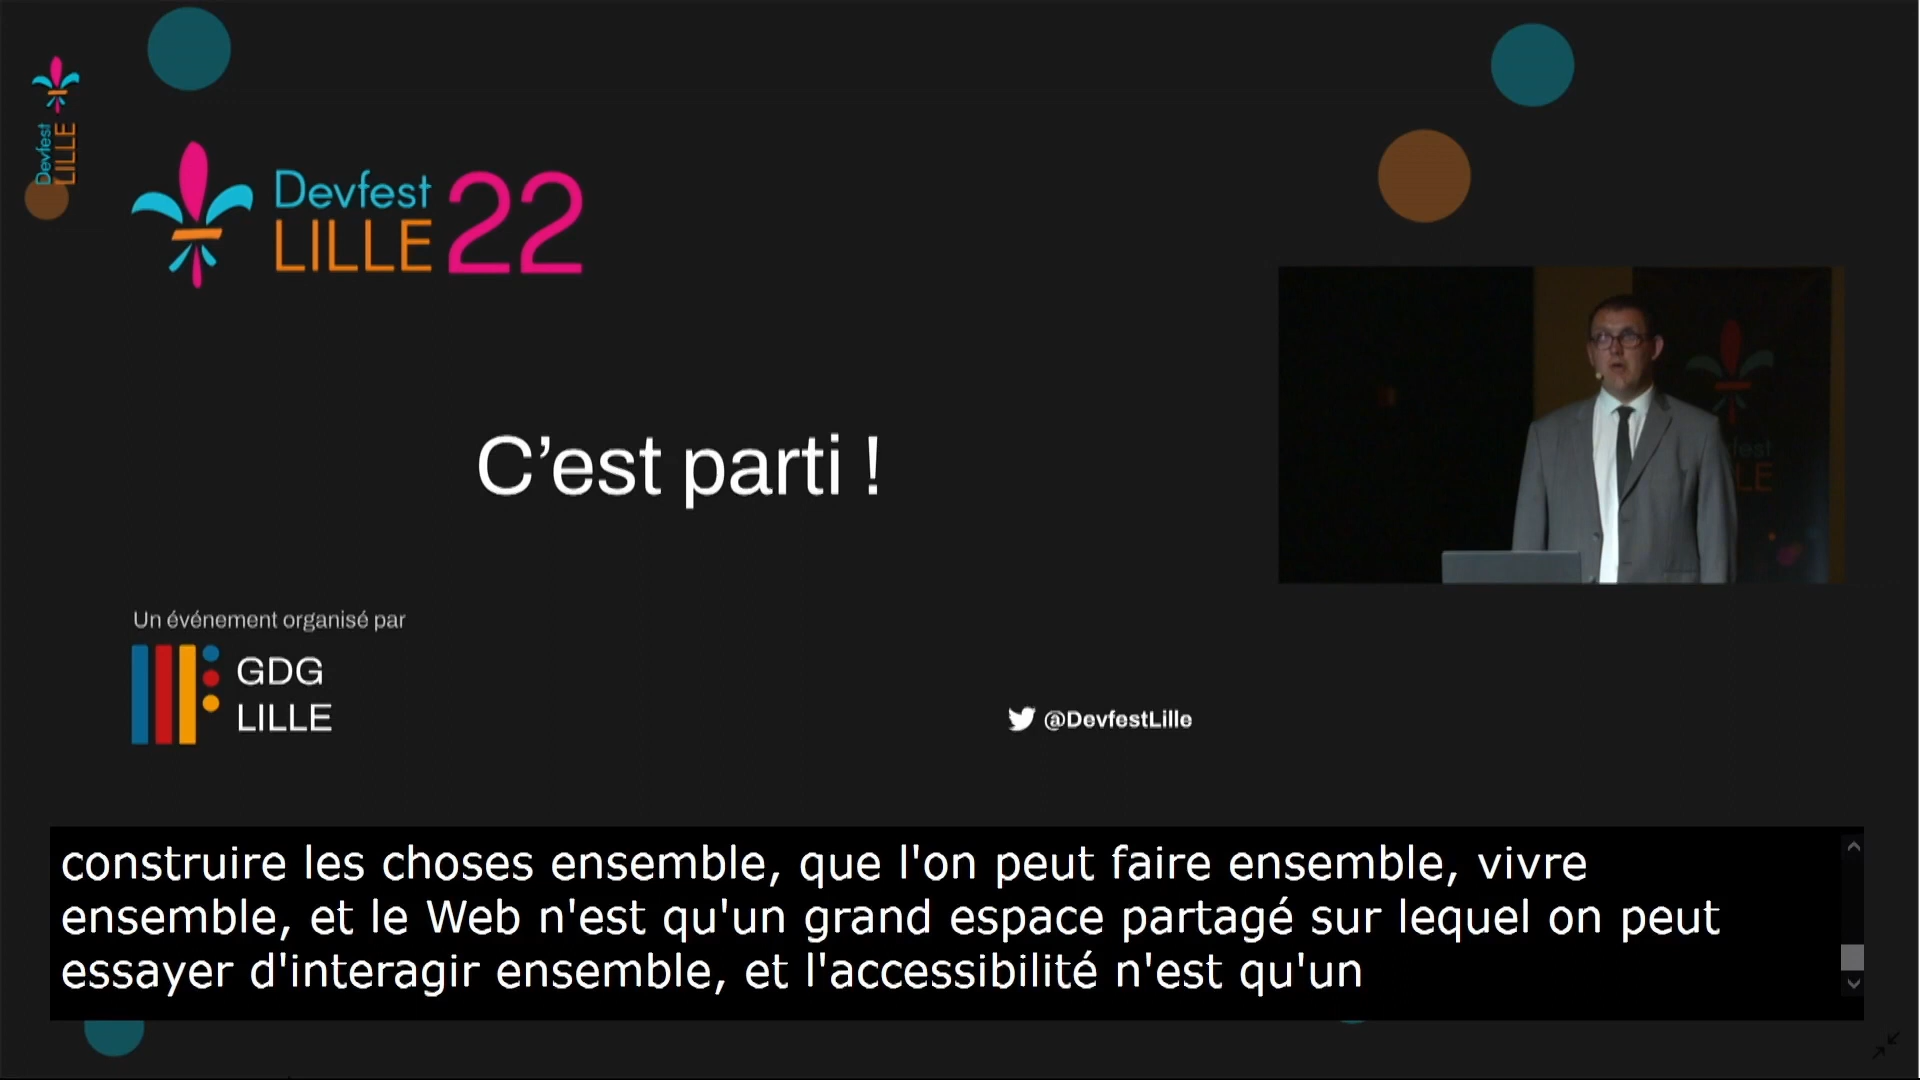 Devfest
LILLE
Devfest
LILLE 22
C’est parti !
Un événement organisé par
GDG
LILLE
@DevfestLille
construire les choses ensemble, que l'on peut faire ensemble, vivre
ensemble, et le Web n'est qu'un grand espace partagé sur lequel on peut
essayer d'interagir ensemble, et l'accessibilité n'est qu'un